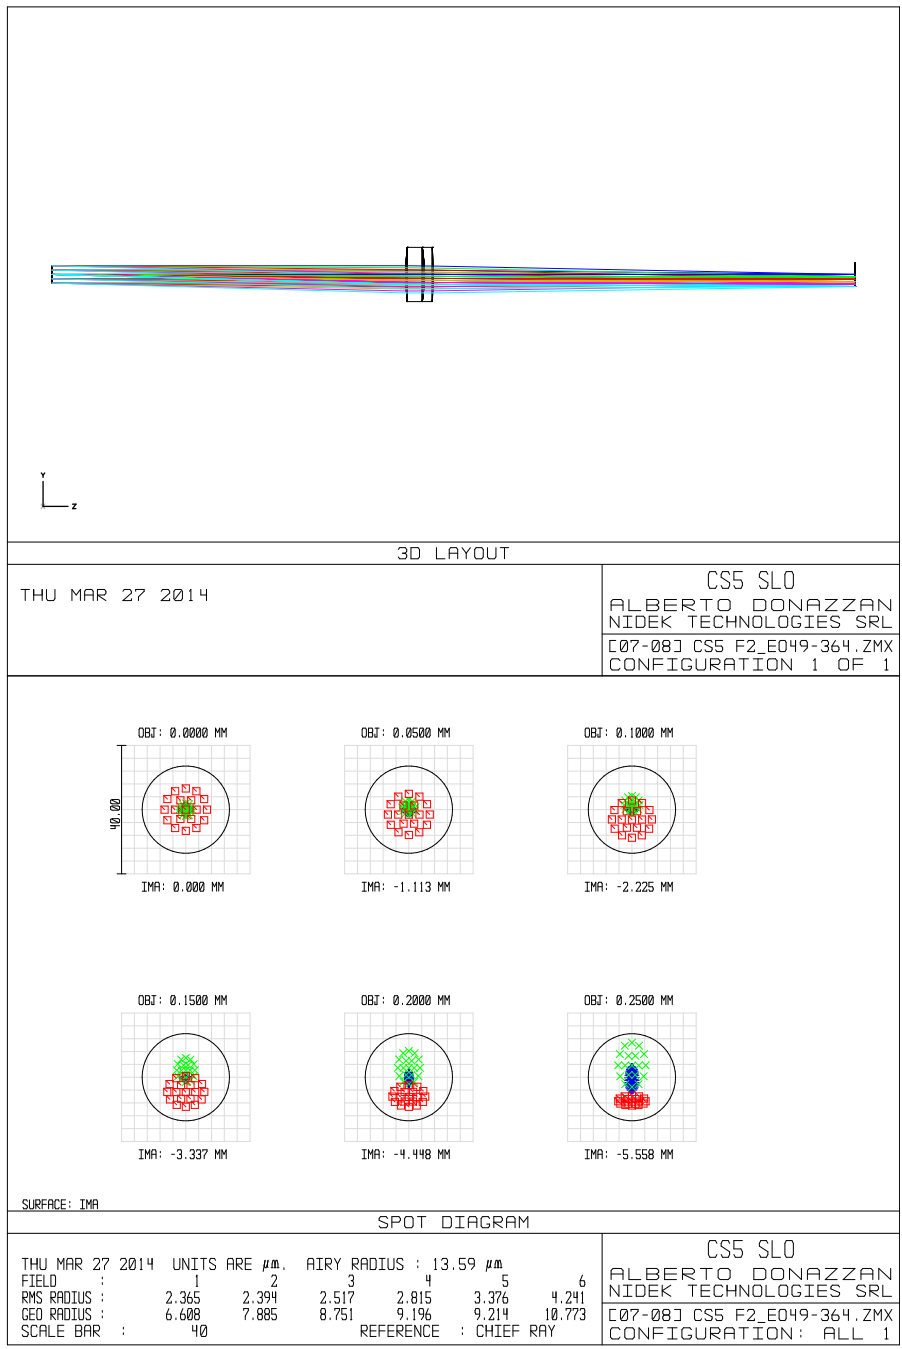 Y
Z
3D LAYOUT
THU MAR 27 2014
CS5 SLO
ALBERTO DONAZZAN
NIDEK TECHNOLOGIES SRL
[07-08] CS5 F2_EO49-364.ZMX
CONFIGURATION 1 OF 1
OBJ: 0.0000 MM
OBJ: 0.0500 MM
OBJ: 0.1000 MM
40.00
IMA: 0.000 MM
IMA: -1.113 MM
IMA: -2.225 MM
OBJ: 0.1500 MM
OBJ: 0.2000 MM
OBJ: 0.2500 MM
IMA: -3.337 MM
IMA: -4.448 MM
IMA: -5.558 MM
SURFACE: IMA
SPOT DIAGRAM
THU MAR 27 2014 UNITS ARE µm. AIRY RADIUS : 13.59 µm
FIELD : 1 2 3 4 5 6
RMS RADIUS : 2.365 2.394 2.517 2.815 3.376 4.241
GEO RADIUS : 6.608 7.885 8.751 9.196 9.214 10.773
SCALE BAR : 40 REFERENCE : CHIEF RAY
CS5 SLO
ALBERTO DONAZZAN
NIDEK TECHNOLOGIES SRL
[07-08] CS5 F2_EO49-364.ZMX
CONFIGURATION: ALL 1